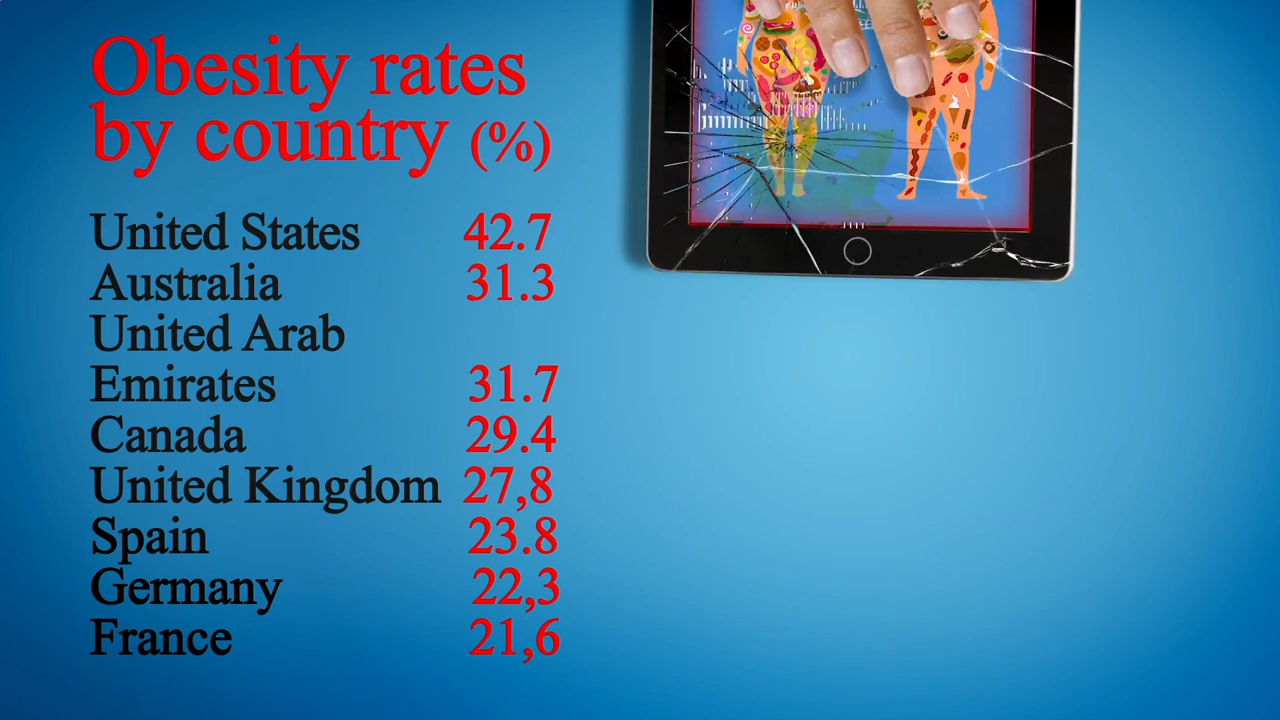 Obesity rates
by country (%)
United States 42.7
Australia 31.3
United Arab
Emirates 31.7
Canada 29.4
United Kingdom 27,8
Spain 23.8
Germany 22,3
France 21,6